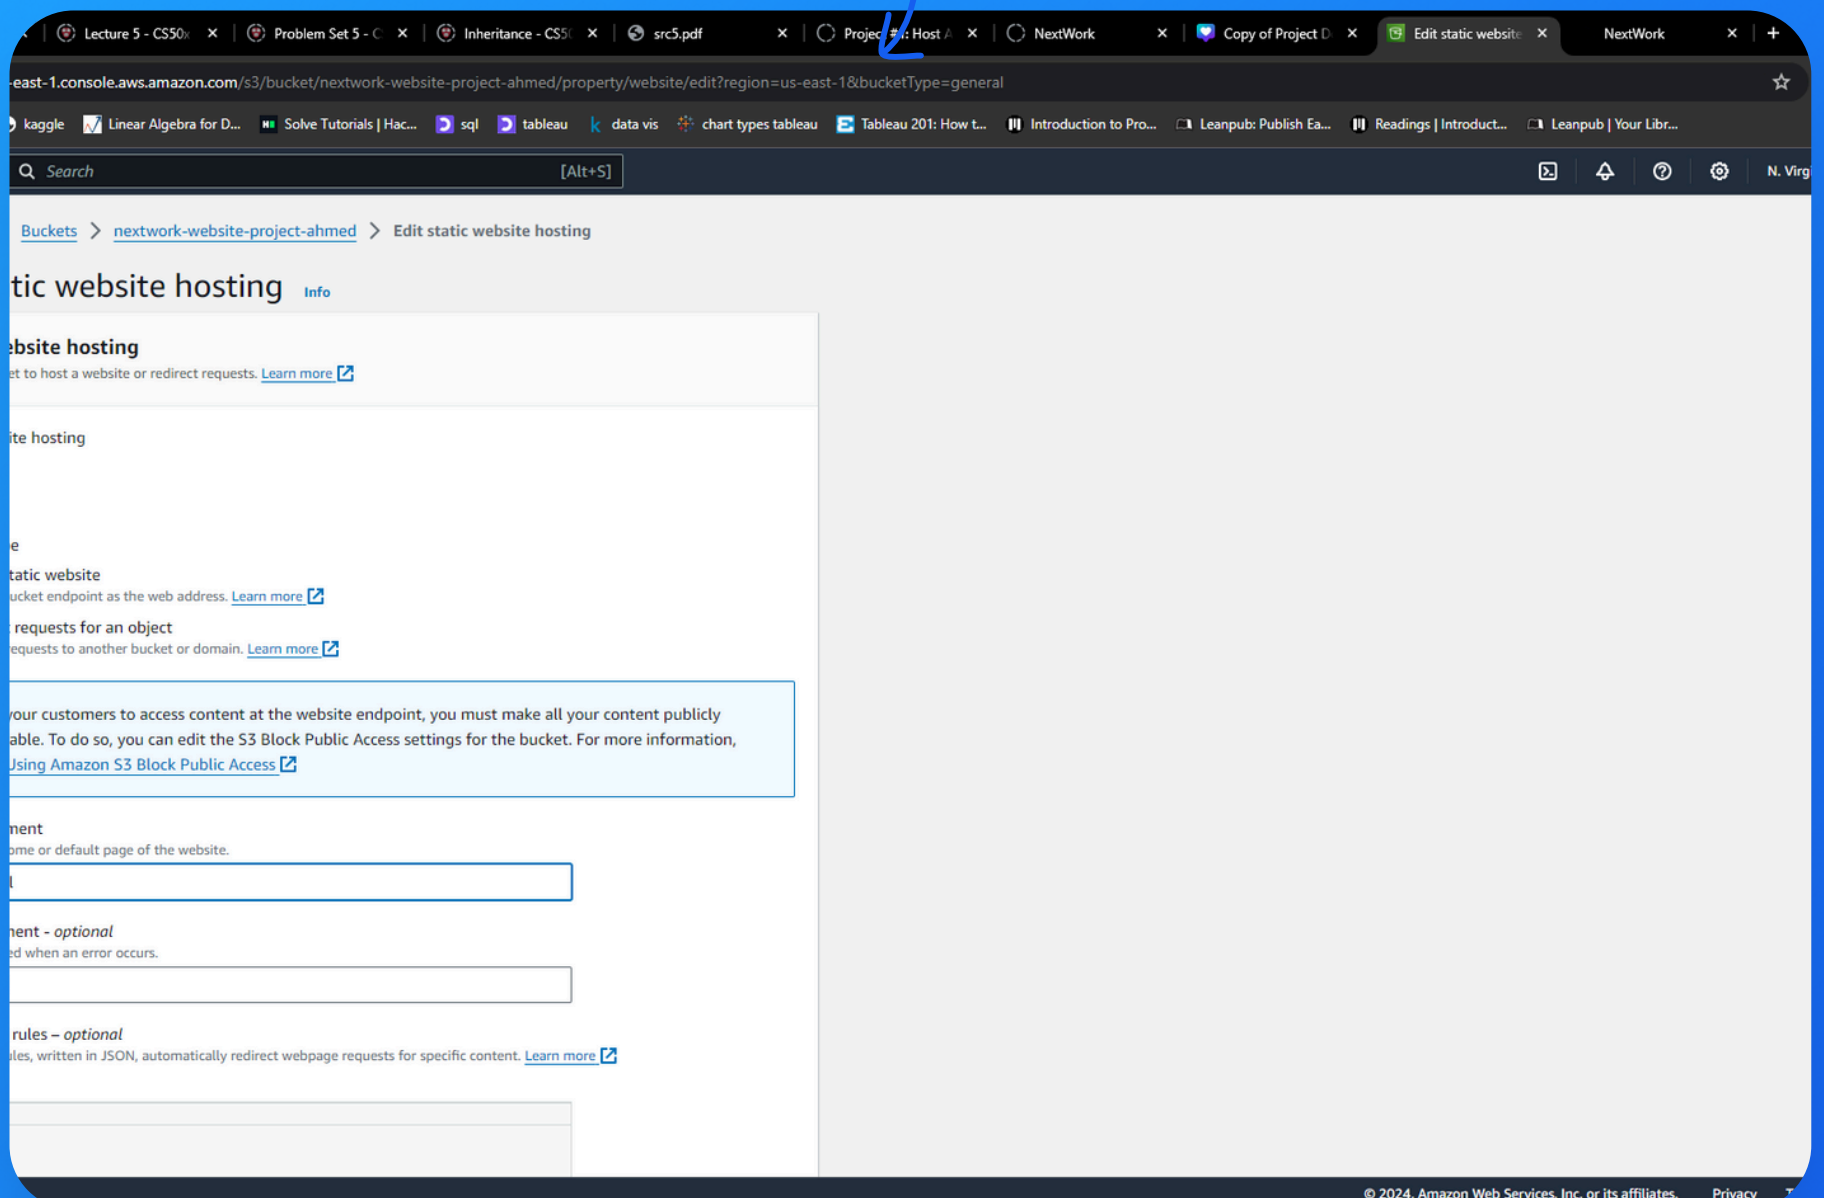 Lecture 5 - CS50x
Problem Set 5 - C
Inheritance - CS50
src5.pdf
Project #1: Host A
NextWork
Copy of Project D
Edit static website
NextWork
-east-1.console.aws.amazon.com/s3/bucket/nextwork-website-project-ahmed/property/website/edit?region=us-east-1&bucketType=general
kaggle
Linear Algebra for D...
Solve Tutorials | Hac...
sql
tableau
data vis
chart types tableau
Tableau 201: How t...
Introduction to Pro...
Leanpub: Publish Ea...
Readings | Introduct...
Leanpub | Your Libr...
Search [Alt+S]
N. Virgi
Buckets > nextwork-website-project-ahmed > Edit static website hosting
tic website hosting Info
ebsite hosting
et to host a website or redirect requests. Learn more
ite hosting
e
tatic website
ucket endpoint as the web address. Learn more
requests for an object
requests to another bucket or domain. Learn more
your customers to access content at the website endpoint, you must make all your content publicly
able. To do so, you can edit the S3 Block Public Access settings for the bucket. For more information,
Using Amazon S3 Block Public Access
ment
ome or default page of the website.
l
ment - optional
ed when an error occurs.
rules – optional
ules, written in JSON, automatically redirect webpage requests for specific content. Learn more
© 2024, Amazon Web Services, Inc. or its affiliates. Privacy T